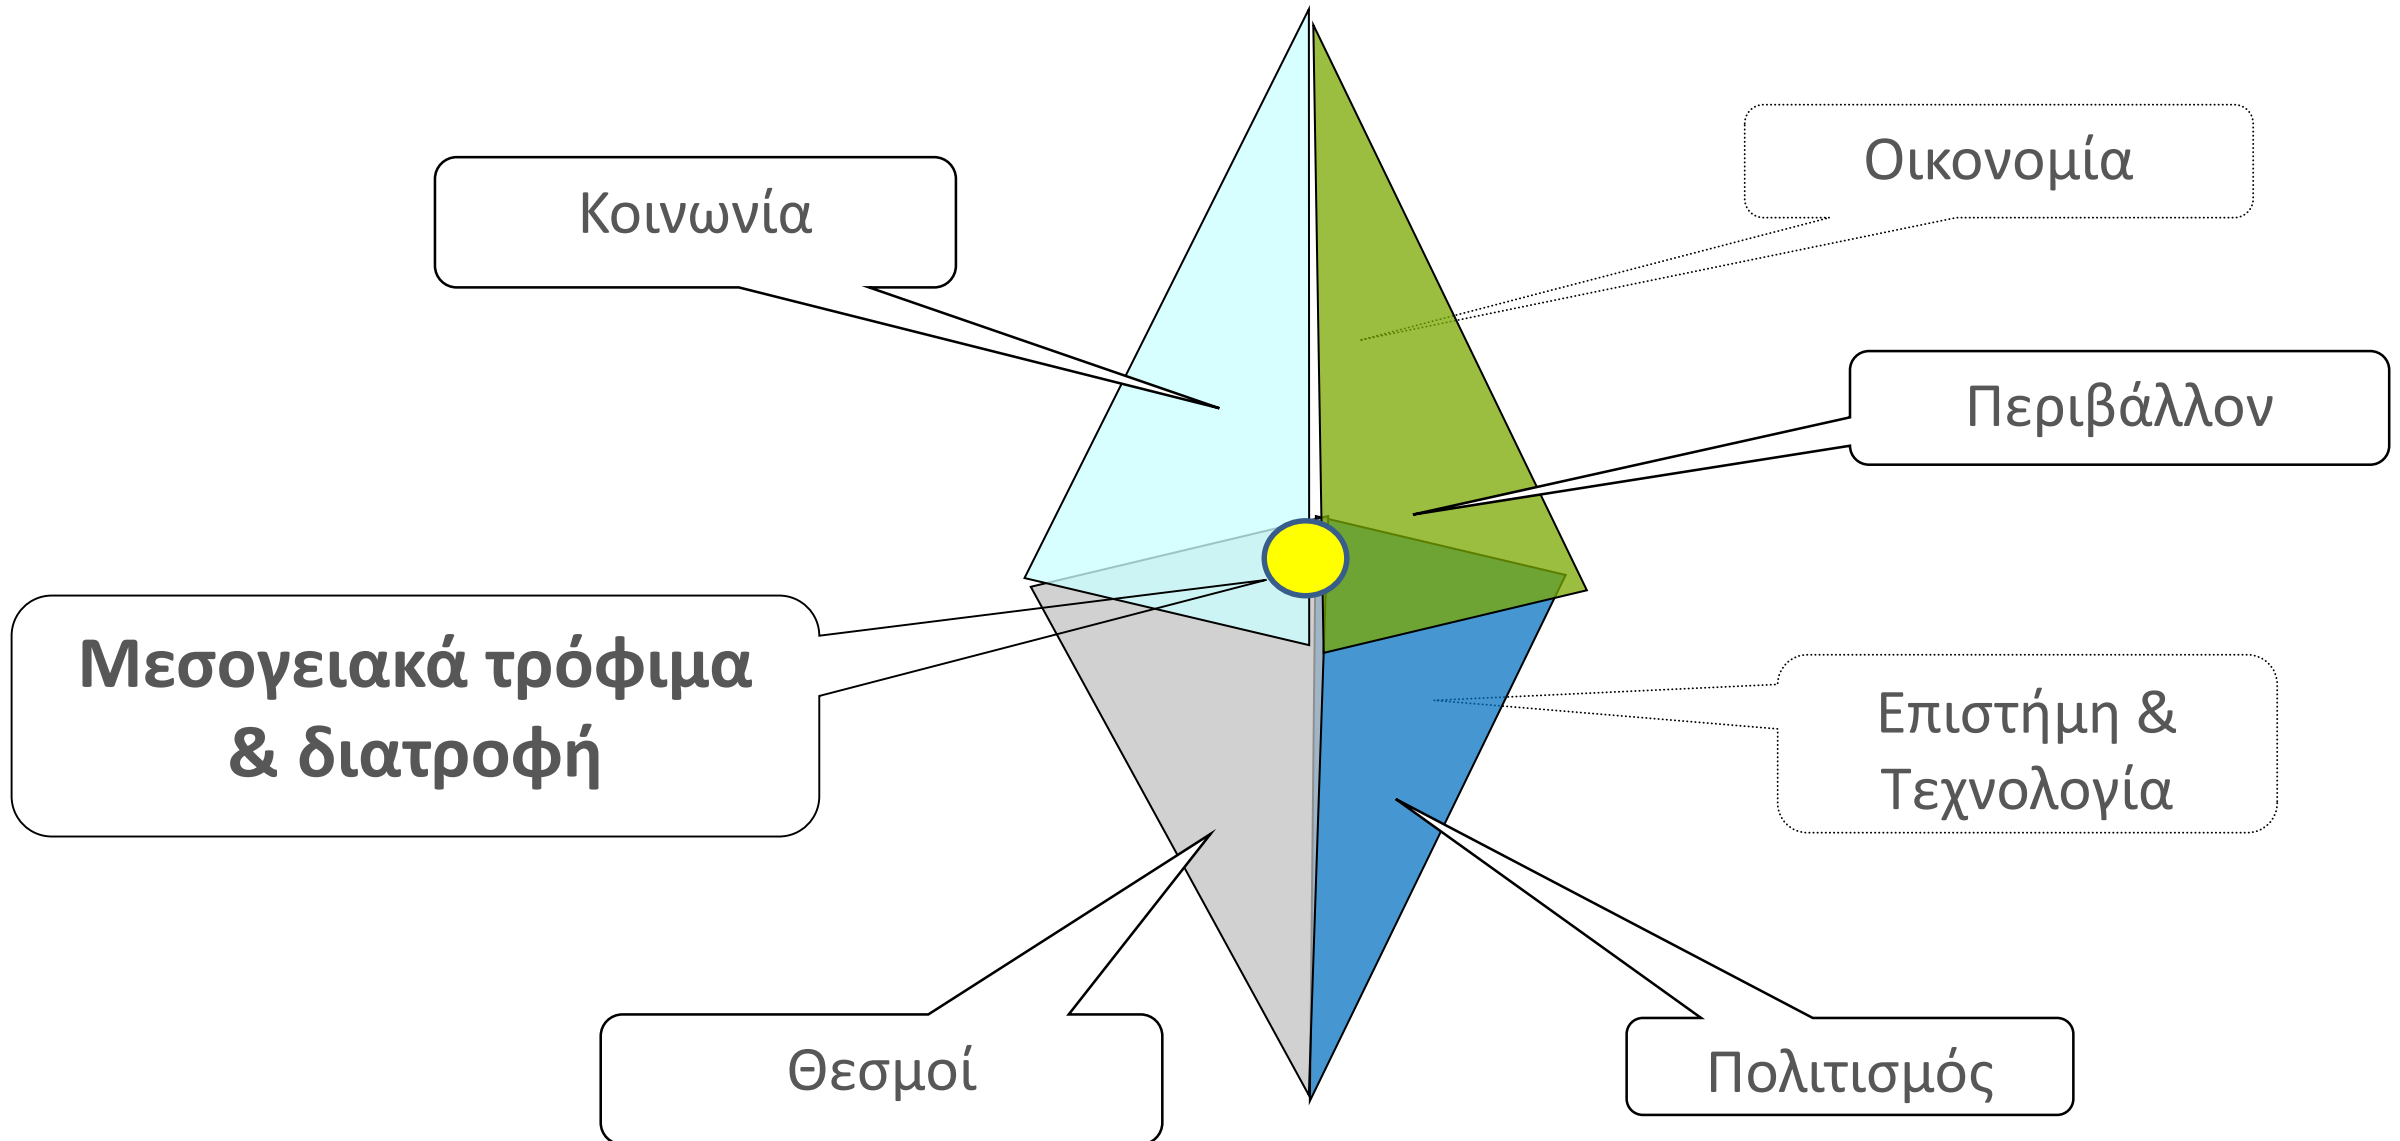 Οικονομία
Κοινωνία
Περιβάλλον
Μεσογειακά τρόφιμα
& διατροφή
Επιστήμη &
Τεχνολογία
Θεσμοί
Πολιτισμός